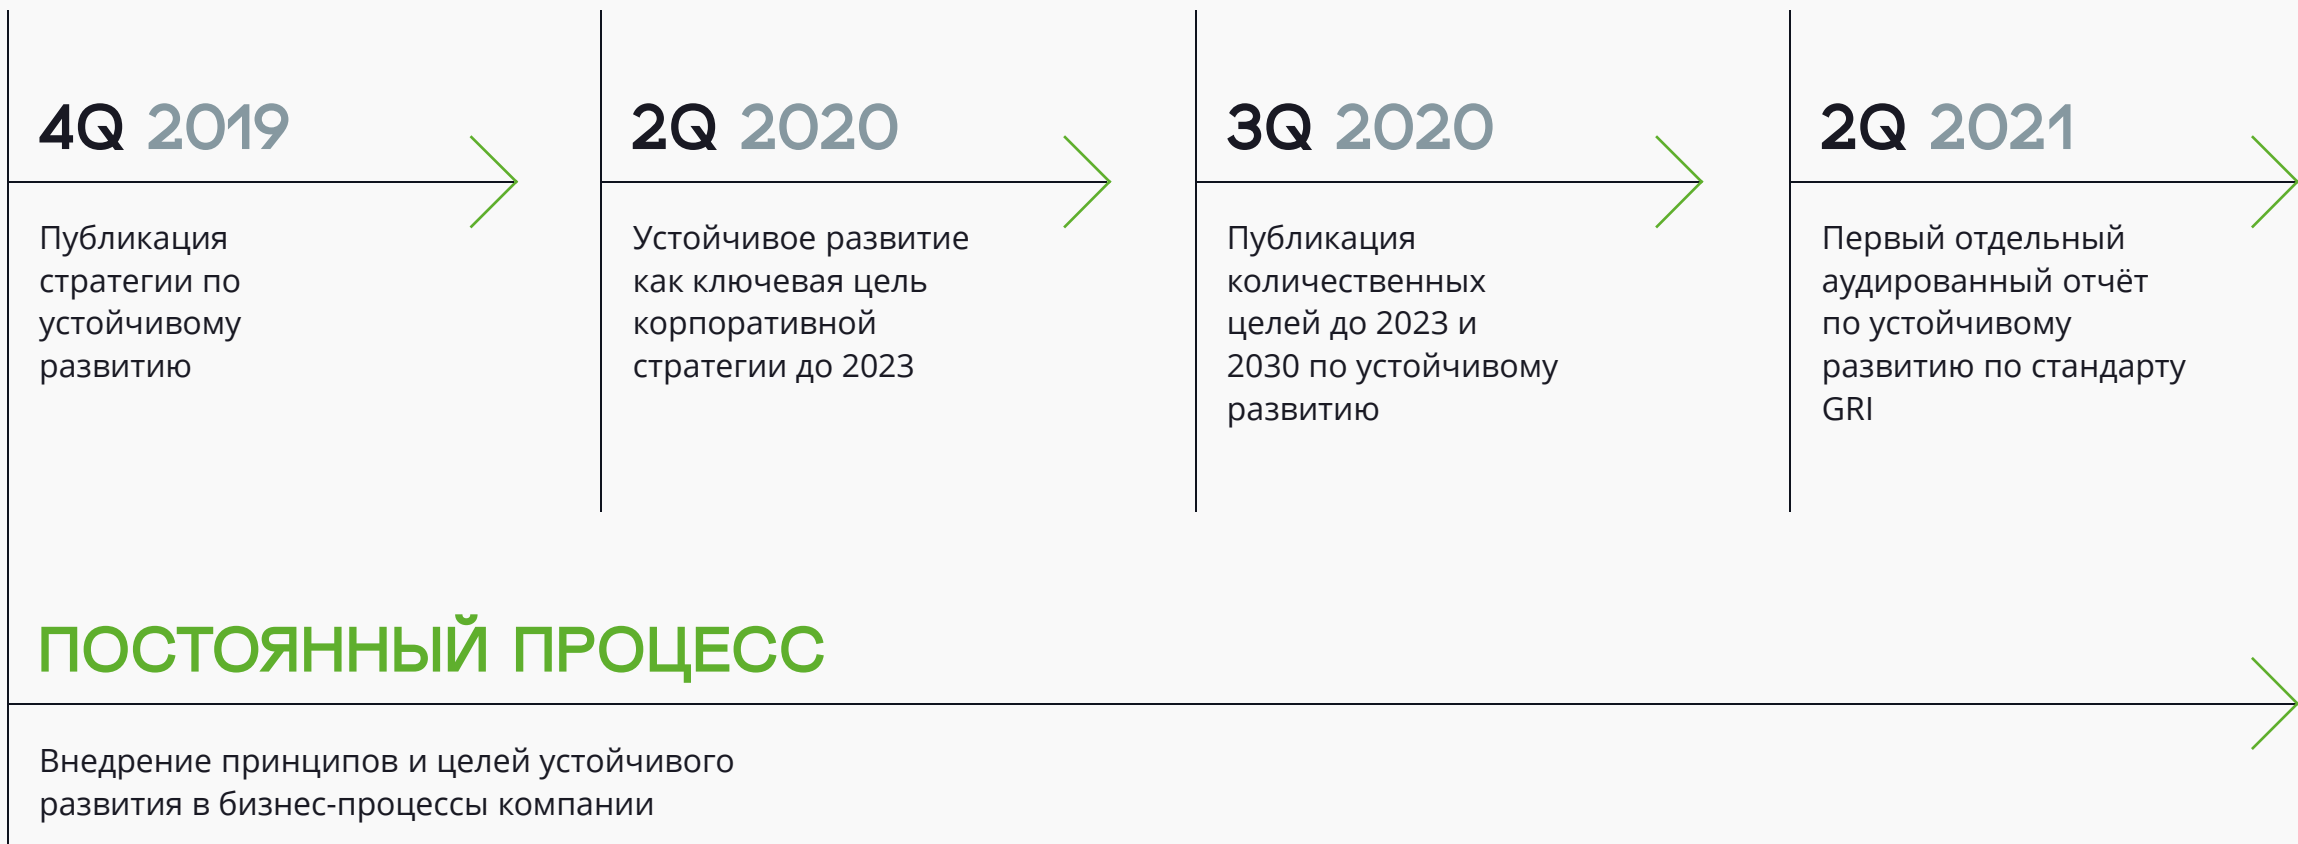 4Q 2019
Публикация
стратегии по
устойчивому
развитию
2Q 2020
Устойчивое развитие
как ключевая цель
корпоративной
стратегии до 2023
3Q 2020
Публикация
количественных
целей до 2023 и
2030 по устойчивому
развитию
2Q 2021
Первый отдельный
аудированный отчёт
по устойчивому
развитию по стандарту
GRI
ПОСТОЯННЫЙ ПРОЦЕСС
Внедрение принципов и целей устойчивого
развития в бизнес-процессы компании